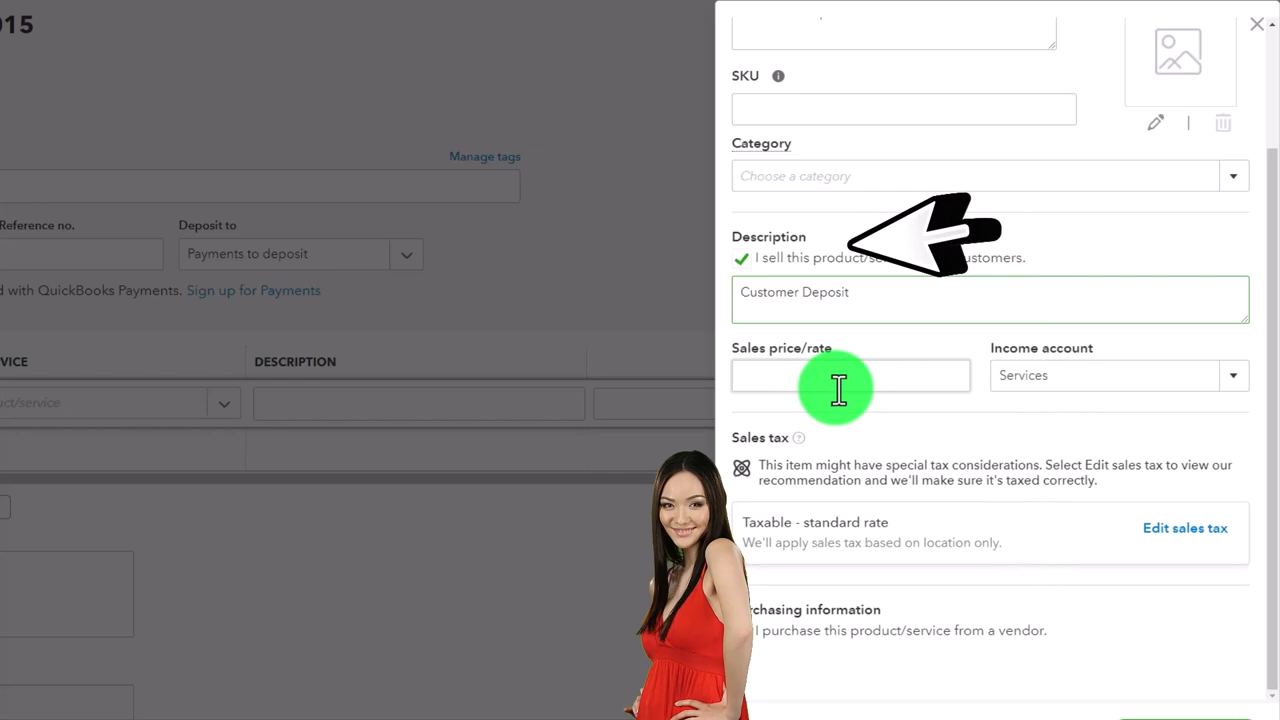 015
Manage tags
Reference no.
Deposit to
Payments to deposit
d with QuickBooks Payments. Sign up for Payments
VICE
DESCRIPTION
uct/service
SKU
Category
Choose a category
Description
I sell this product/se customers.
Customer Deposit
Sales price/rate
Income account
Services
Sales tax
This item might have special tax considerations. Select Edit sales tax to view our
recommendation and we'll make sure it's taxed correctly.
Taxable - standard rate
Edit sales tax
We'll apply sales tax based on location only.
rchasing information
I purchase this product/service from a vendor.